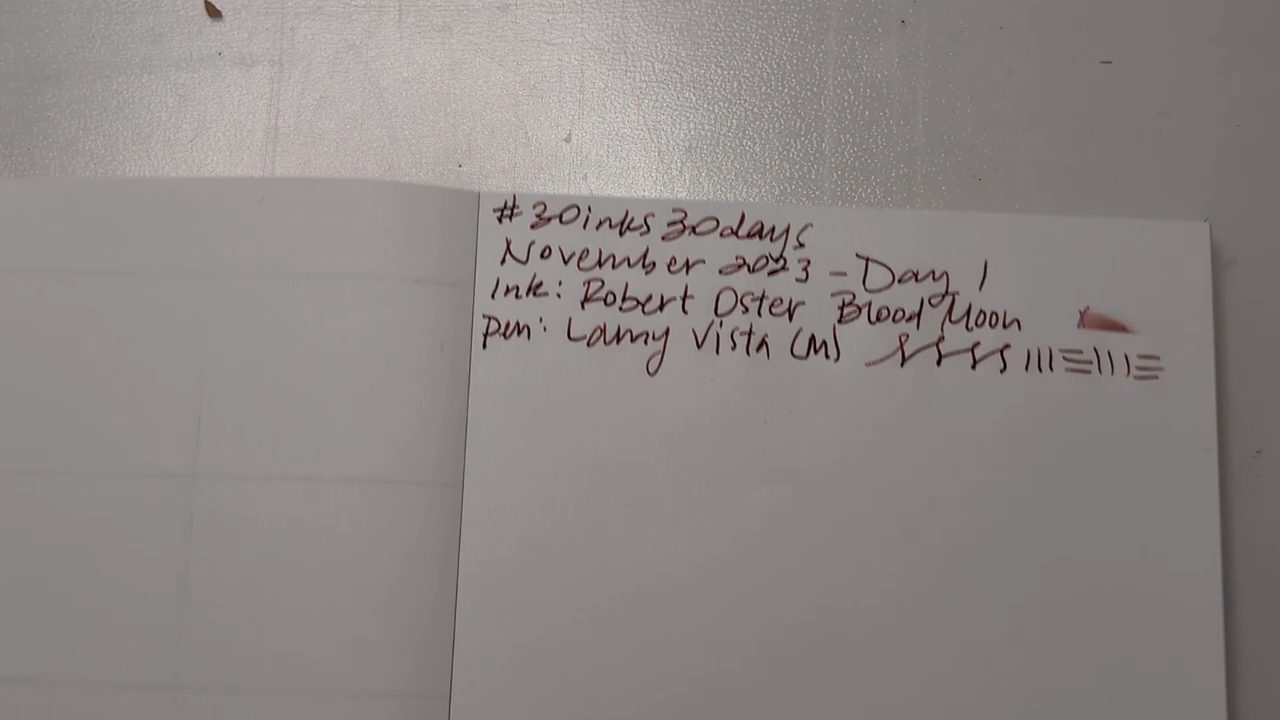 #30inks30days
November 2023 - Day 1
Ink: Robert Oster Blood Moon
Pen: Lamy Vista (M)